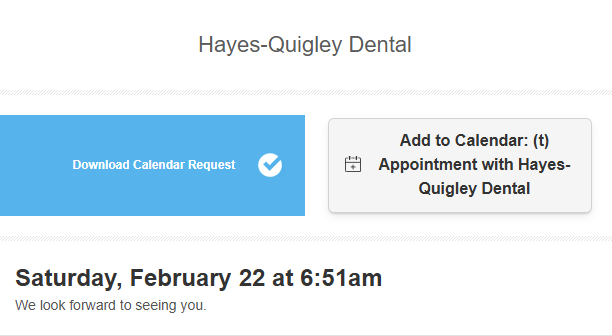 Hayes-Quigley Dental
Download Calendar Request
Add to Calendar: (t)
Appointment with Hayes-
Quigley Dental
Saturday, February 22 at 6:51am
We look forward to seeing you.